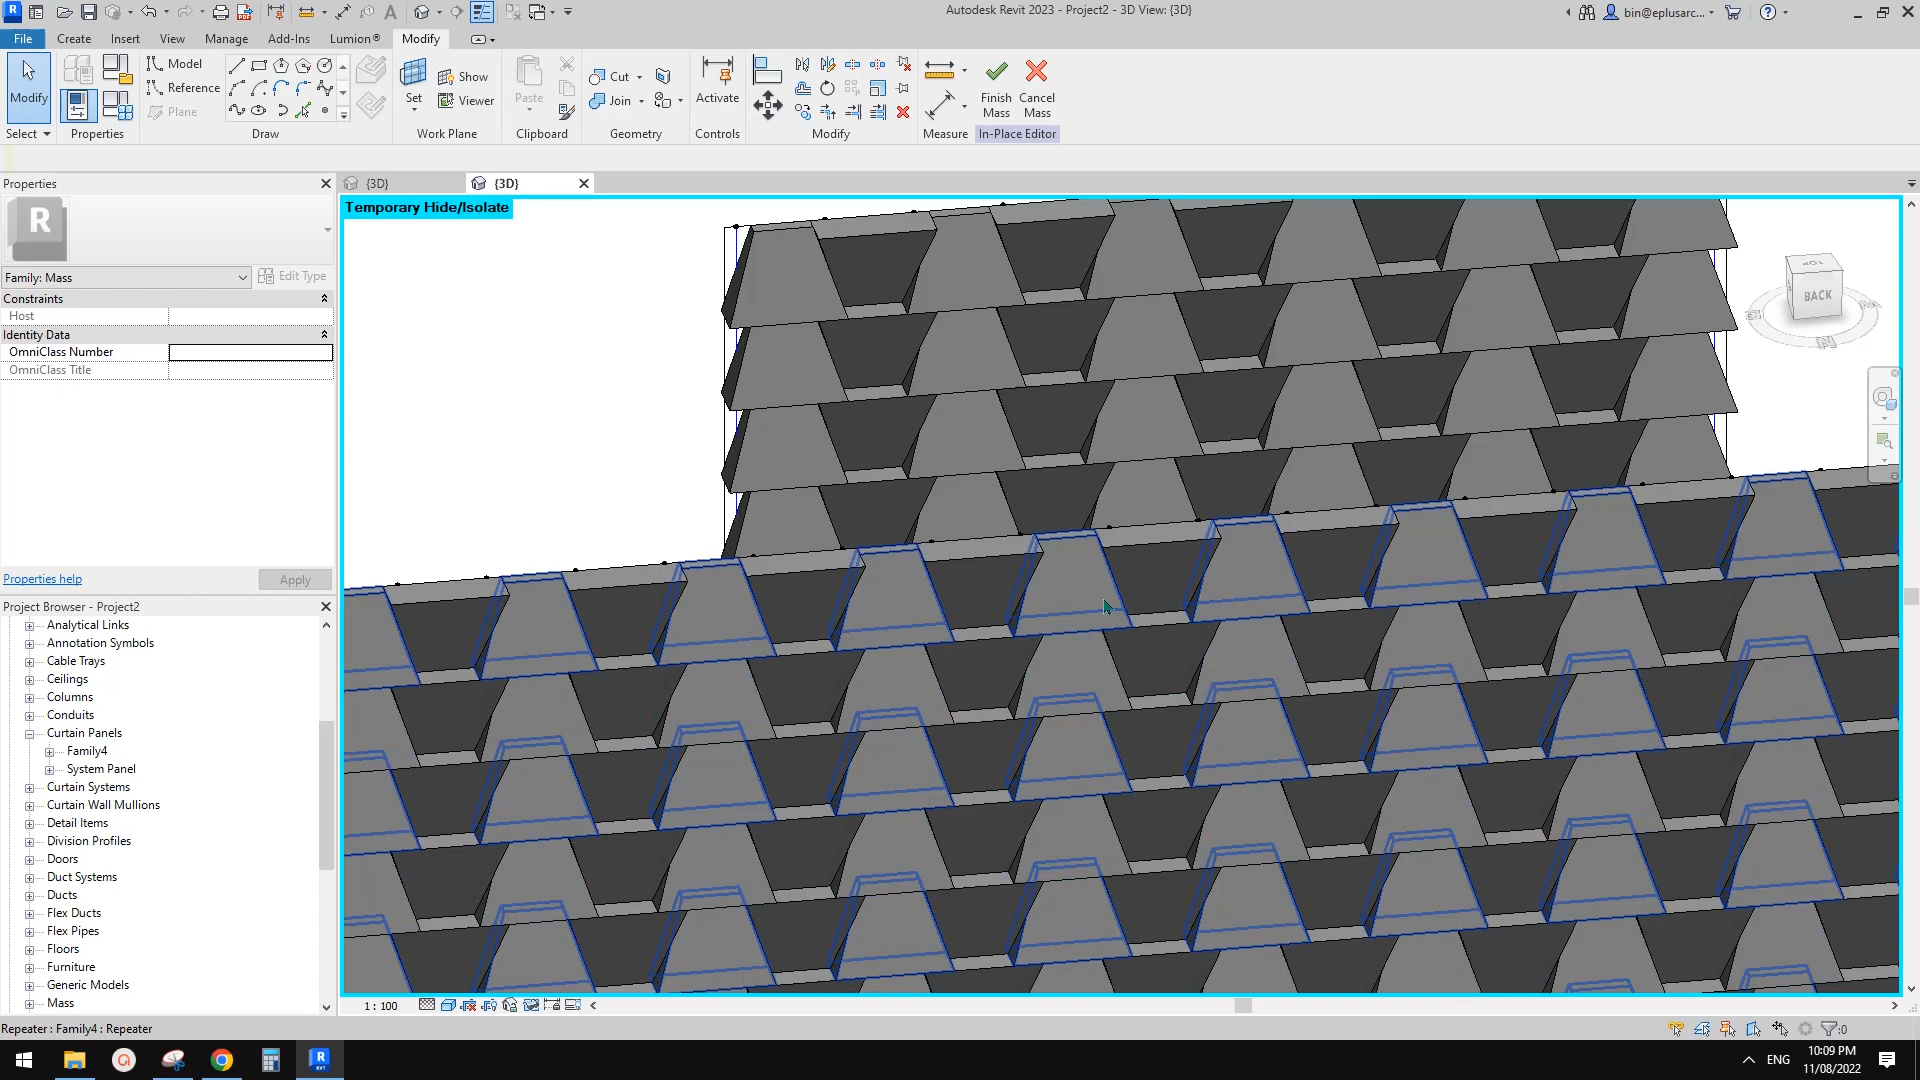 Autodesk Revit 2023 - Project2 - 3D View: {3D}
bin@eplusarc...
File
Create
Insert
View
Manage
Add-Ins
Lumion®
Modify
Modify
Select
Properties
Model
Reference
Plane
Draw
Set
Show
Viewer
Work Plane
Paste
Clipboard
Cut
Join
Geometry
Activate
Controls
Modify
Measure
Finish Mass
Cancel Mass
In-Place Editor
Properties
{3D}
{3D}
R
Temporary Hide/Isolate
BACK
TOP
N
Family: Mass
Edit Type
Constraints
Host
Identity Data
OmniClass Number
OmniClass Title
Properties help
Apply
Project Browser - Project2
Analytical Links
Annotation Symbols
Cable Trays
Ceilings
Columns
Conduits
Curtain Panels
Family4
System Panel
Curtain Systems
Curtain Wall Mullions
Detail Items
Division Profiles
Doors
Duct Systems
Ducts
Flex Ducts
Flex Pipes
Floors
Furniture
Generic Models
Mass
1 : 100
Repeater : Family4 : Repeater
:0
ENG
10:09 PM
11/08/2022